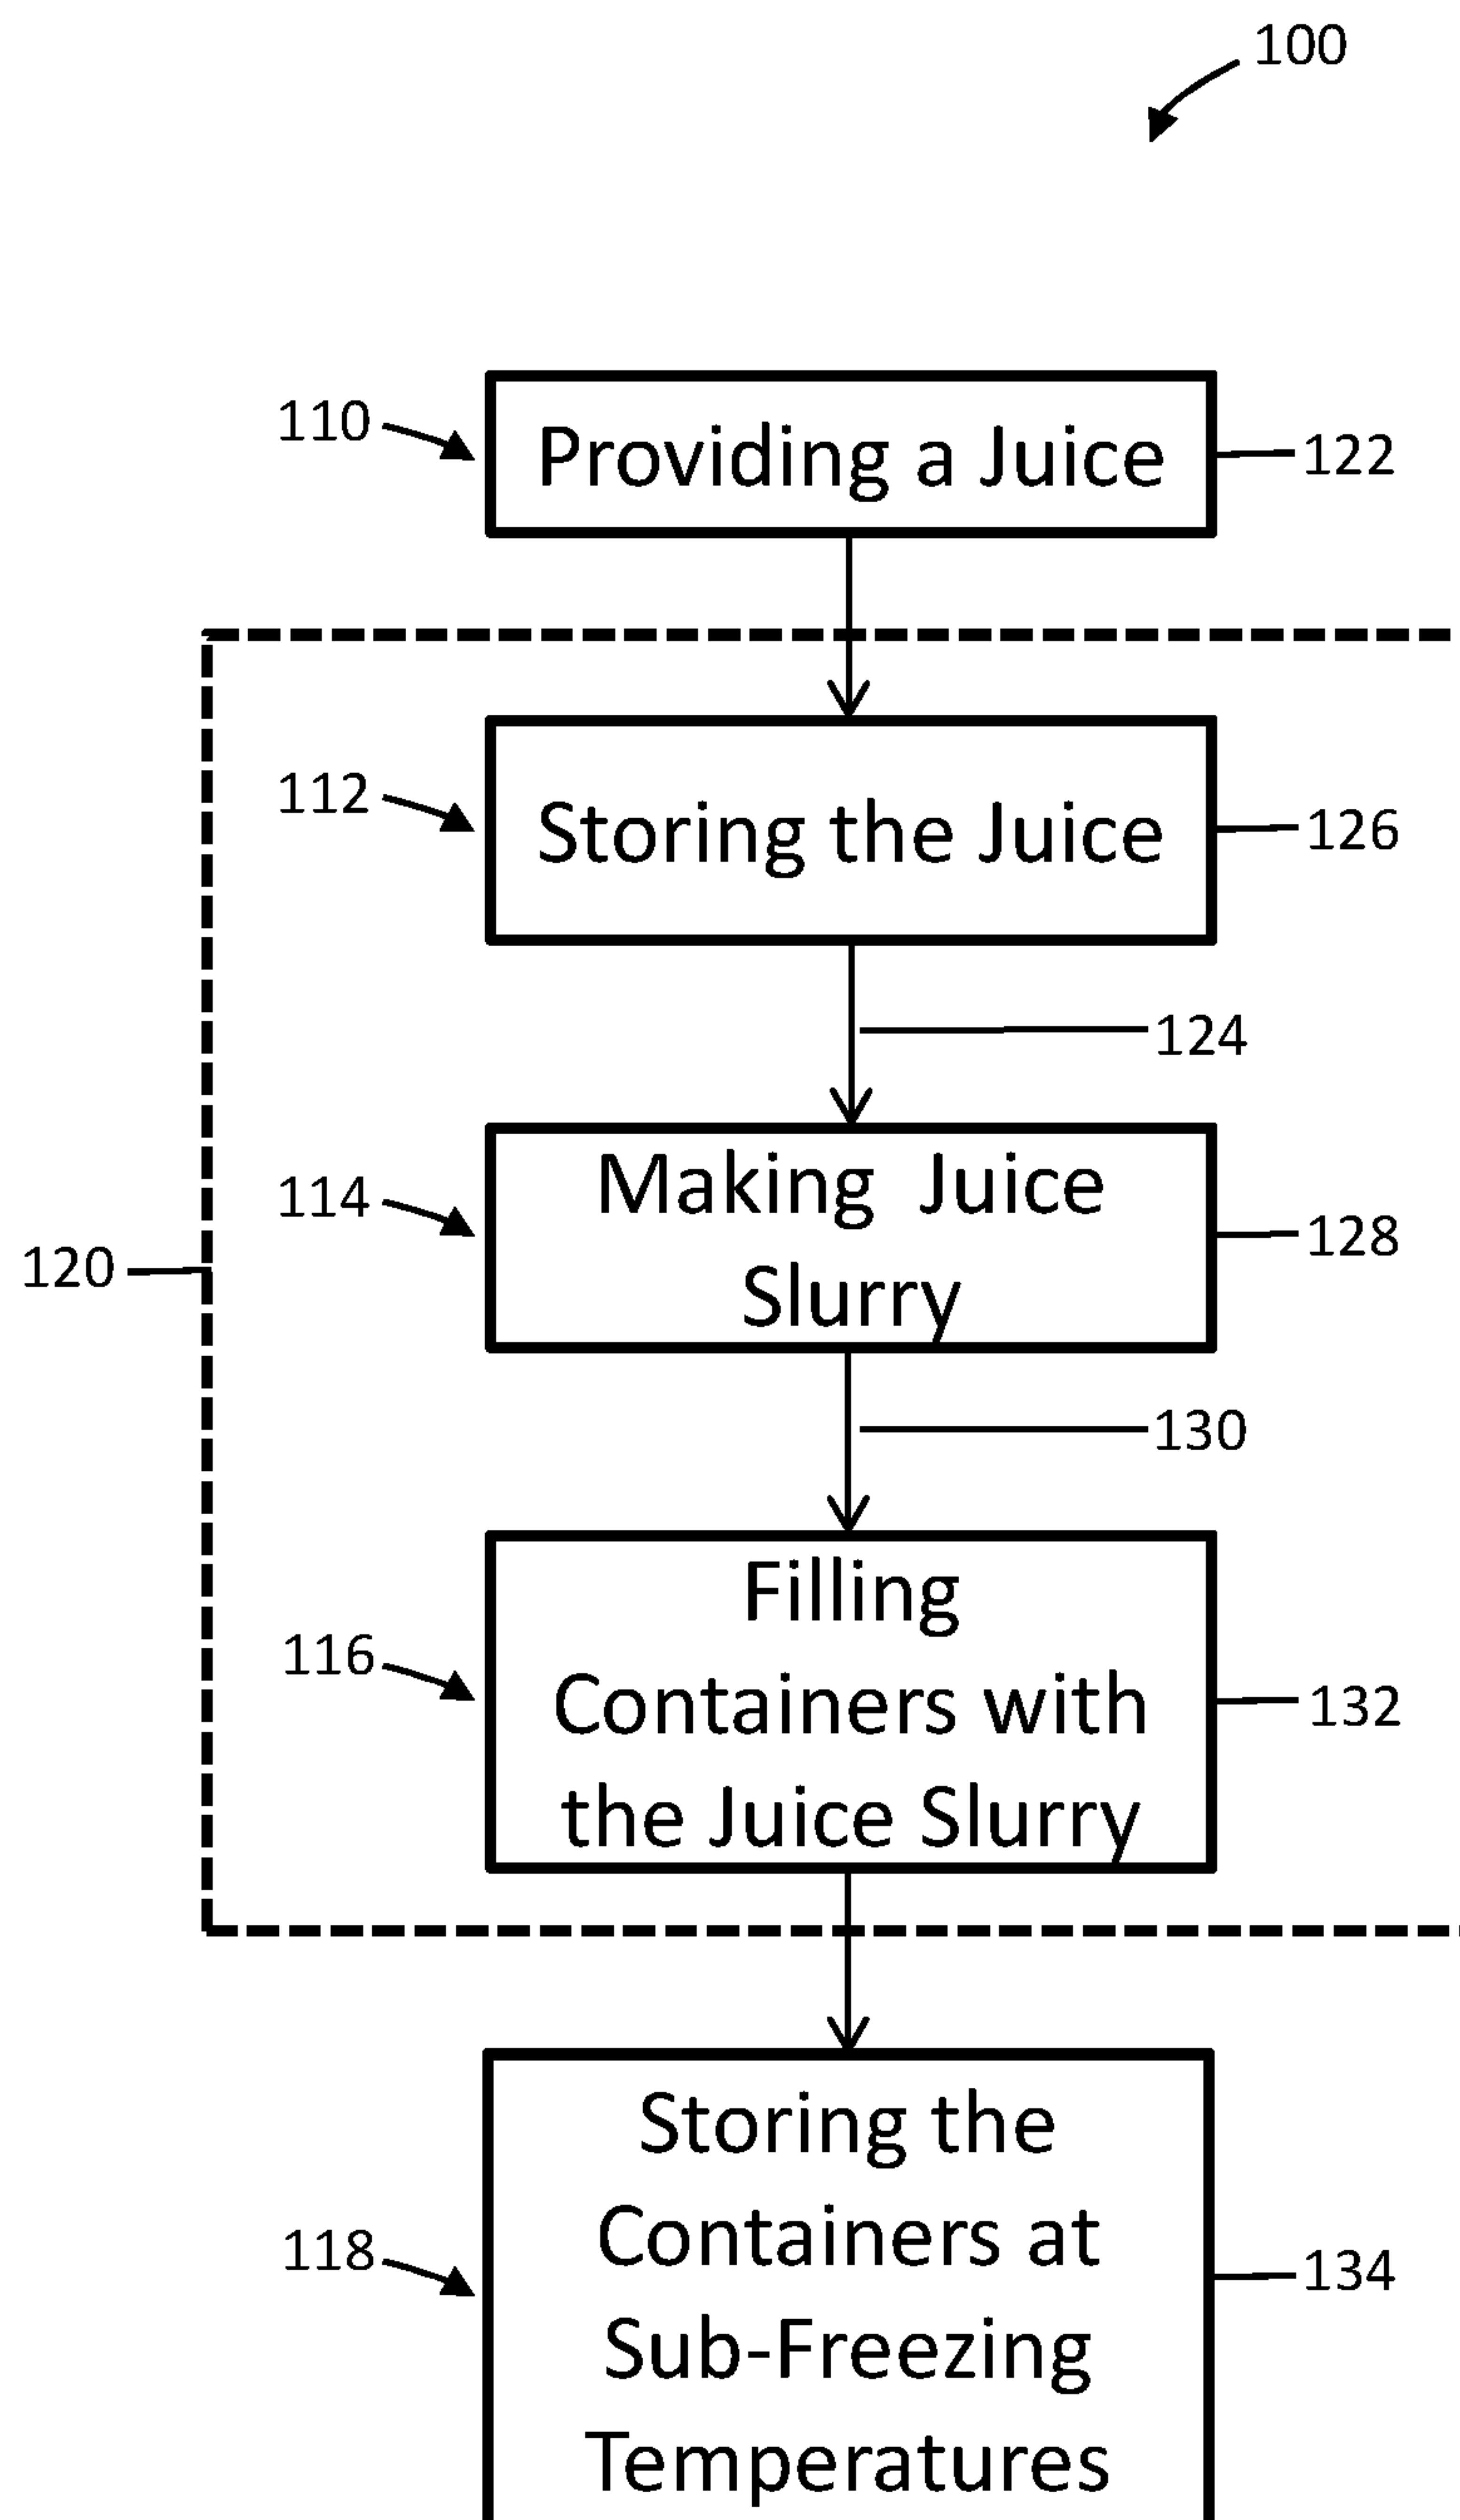 100
110
Providing a Juice
122
112
Storing the Juice
126
124
114
Making Juice
Slurry
128
120
130
Filling
116
Containers with
132
the Juice Slurry
Storing the
118
Containers at
134
Sub-Freezing
Temperatures